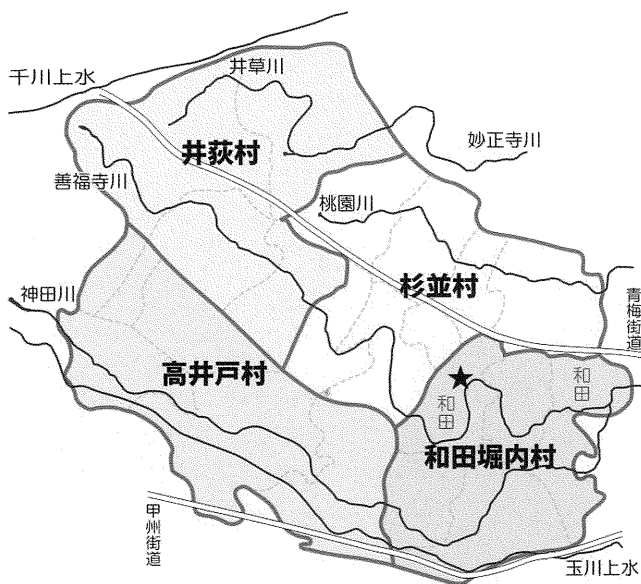 千川上水
井草川
井荻村
妙正寺川
善福寺川
桃園川
神田川
杉並村
青梅街道
高井戸村
和田
和田
和田堀内村
甲州街道
玉川上水